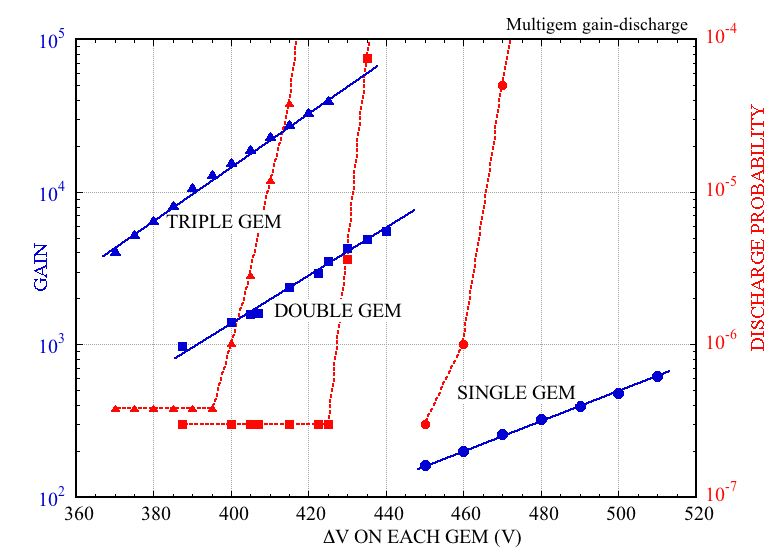 Multigem gain-discharge
10^5
10^-4
10^4
TRIPLE GEM
10^-5
GAIN
DISCHARGE PROBABILITY
DOUBLE GEM
10^3
10^-6
SINGLE GEM
10^2
10^-7
360 380 400 420 440 460 480 500 520
ΔV ON EACH GEM (V)